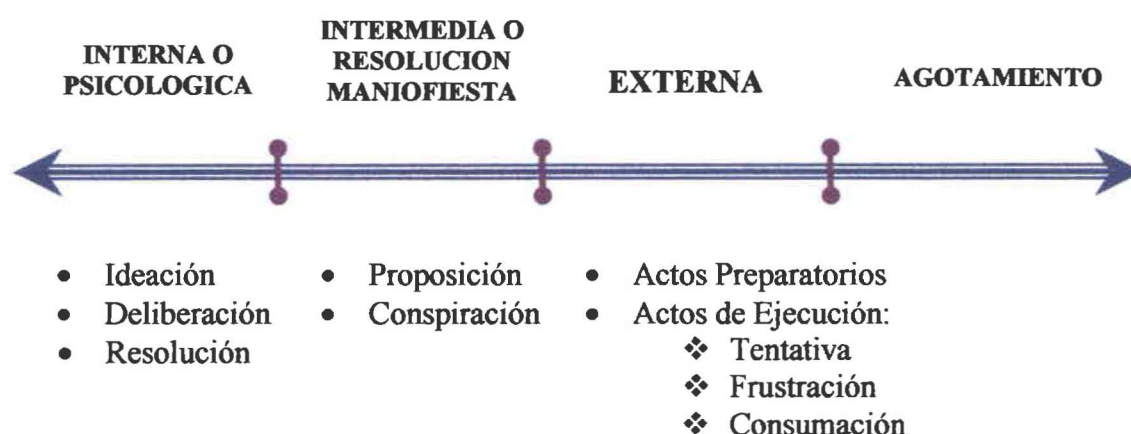 INTERNA O
PSICOLOGICA
INTERMEDIA O
RESOLUCION
MANIOFIESTA
EXTERNA
AGOTAMIENTO
• Ideación
• Deliberación
• Resolución
• Proposición
• Conspiración
• Actos Preparatorios
• Actos de Ejecución:
❖ Tentativa
❖ Frustración
❖ Consumación